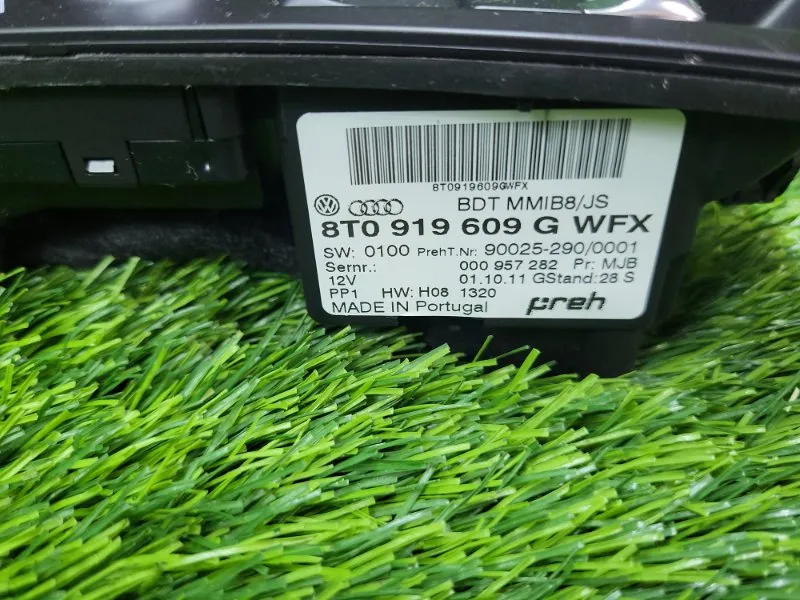 8T0919609GWFX
BDT MMIB8/JS
8T0 919 609 G WFX
SW: 0100 PrehT.Nr: 90025-290/0001
Sernr.: 000 957 282 Pr: MJB
12V 01.10.11 GStand: 28 S
PP1 HW: H08 1320
MADE IN Portugal preh